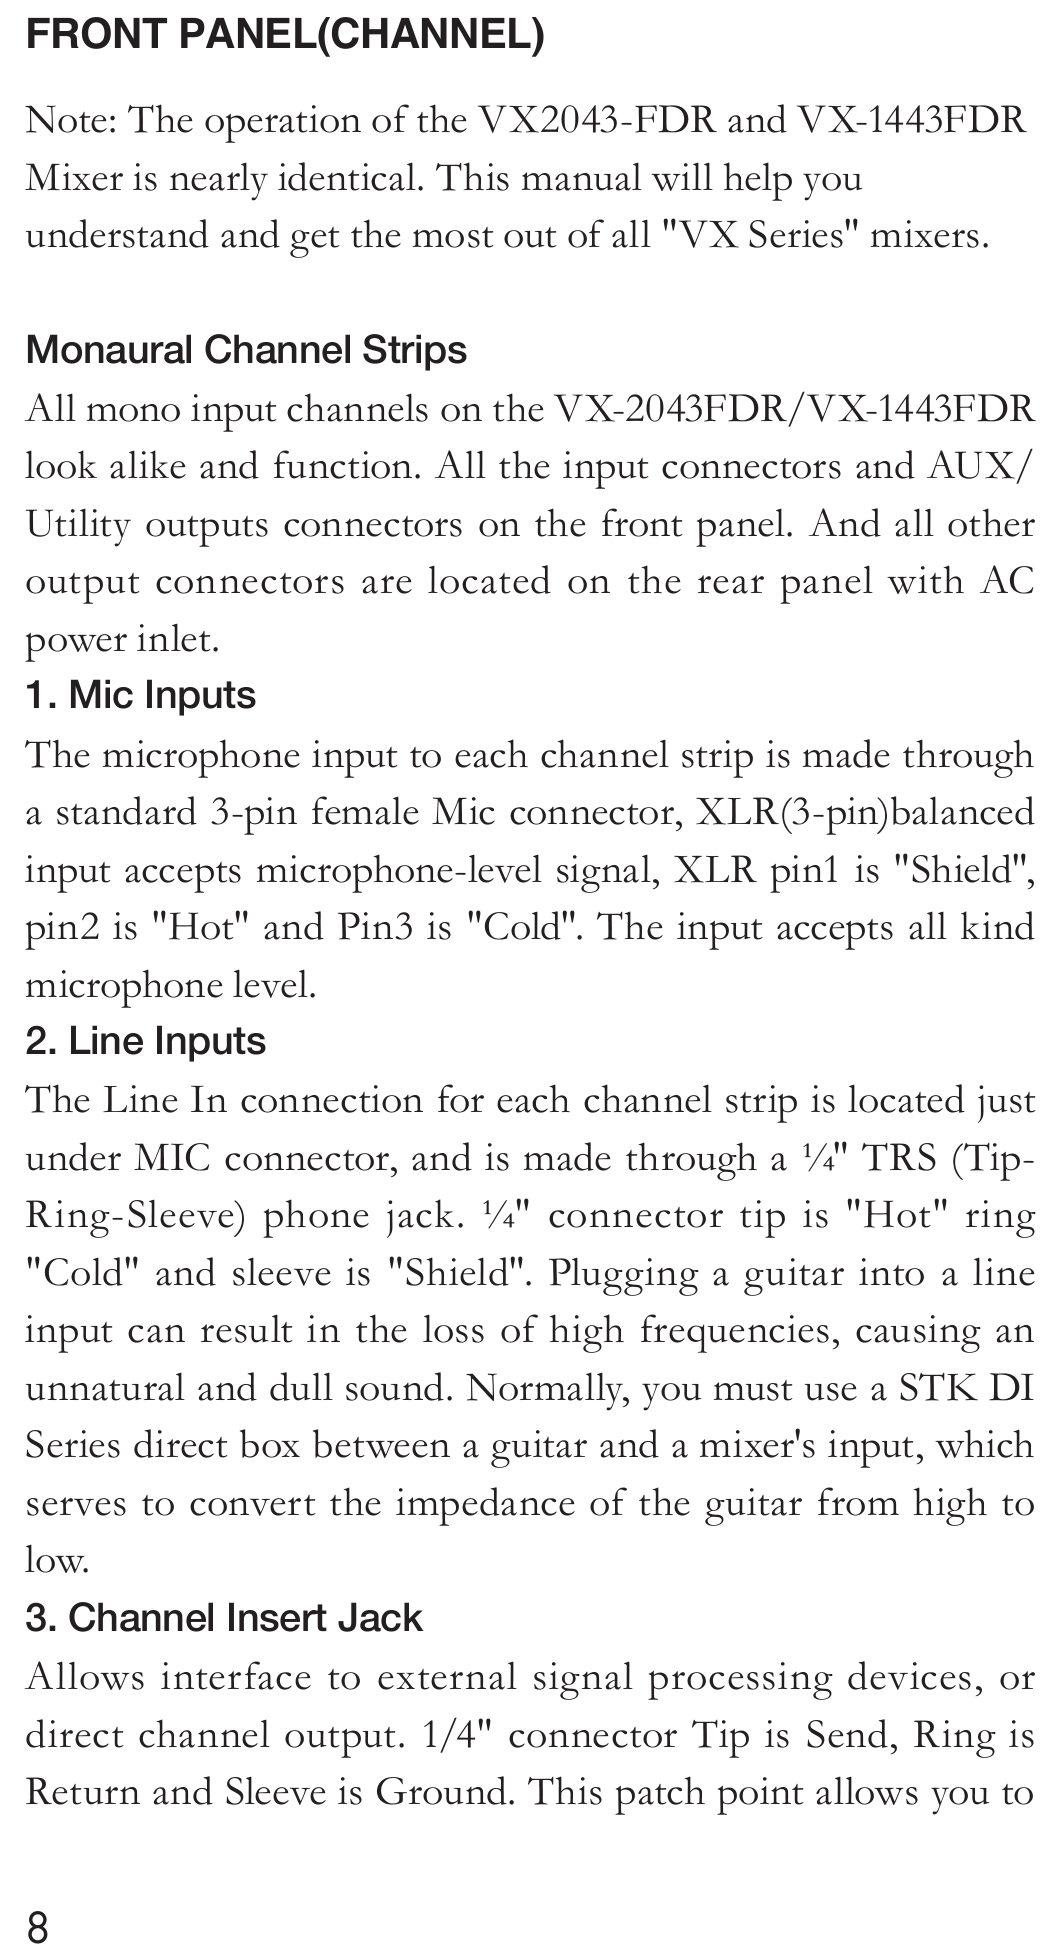 FRONT PANEL(CHANNEL)
Note: The operation of the VX2043-FDR and VX-1443FDR
Mixer is nearly identical. This manual will help you
understand and get the most out of all "VX Series" mixers.
Monaural Channel Strips
All mono input channels on the VX-2043FDR/VX-1443FDR
look alike and function. All the input connectors and AUX/
Utility outputs connectors on the front panel. And all other
output connectors are located on the rear panel with AC
power inlet.
1. Mic Inputs
The microphone input to each channel strip is made through
a standard 3-pin female Mic connector, XLR(3-pin)balanced
input accepts microphone-level signal, XLR pin1 is "Shield",
pin2 is "Hot" and Pin3 is "Cold". The input accepts all kind
microphone level.
2. Line Inputs
The Line In connection for each channel strip is located just
under MIC connector, and is made through a ¼" TRS (Tip-
Ring-Sleeve) phone jack. ¼" connector tip is "Hot" ring
"Cold" and sleeve is "Shield". Plugging a guitar into a line
input can result in the loss of high frequencies, causing an
unnatural and dull sound. Normally, you must use a STK DI
Series direct box between a guitar and a mixer's input, which
serves to convert the impedance of the guitar from high to
low.
3. Channel Insert Jack
Allows interface to external signal processing devices, or
direct channel output. 1/4" connector Tip is Send, Ring is
Return and Sleeve is Ground. This patch point allows you to
8